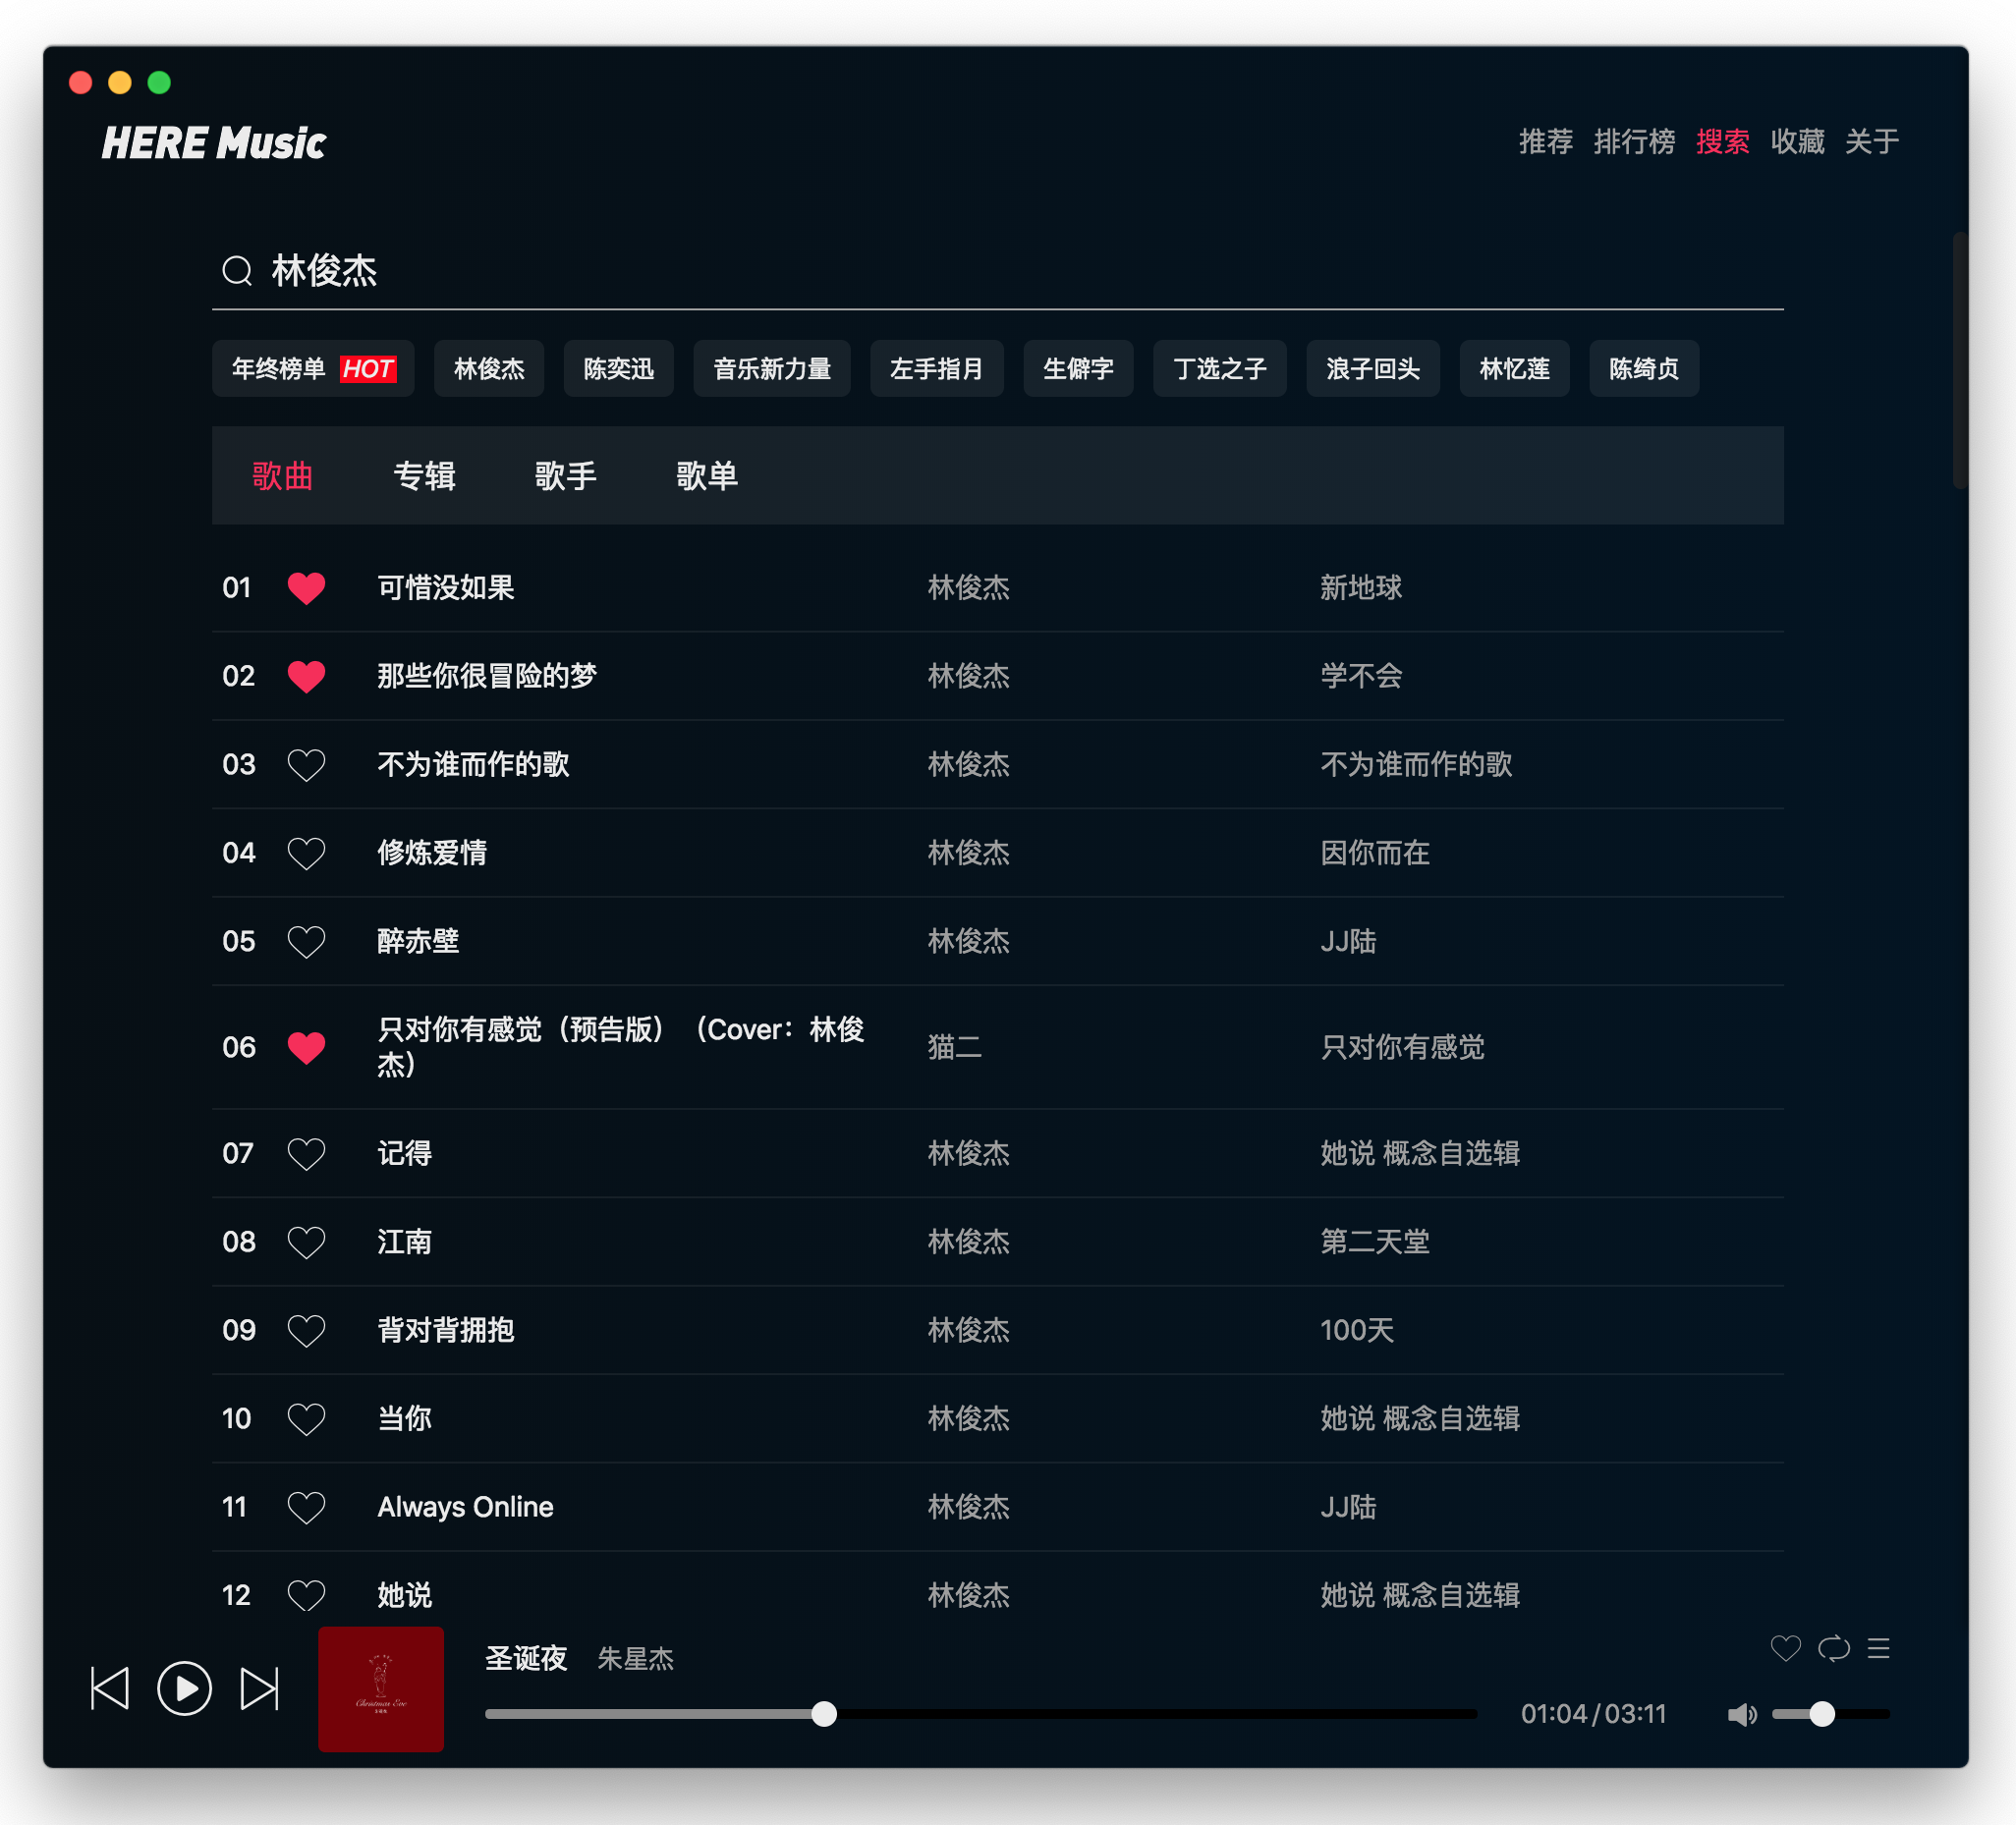 HERE Music
推荐 排行榜 搜索 收藏 关于
林俊杰
年终榜单 HOT 林俊杰 陈奕迅 音乐新力量 左手指月 生僻字 丁选之子 浪子回头 林忆莲 陈绮贞
歌曲 专辑 歌手 歌单
01 可惜没如果 林俊杰 新地球
02 那些你很冒险的梦 林俊杰 学不会
03 不为谁而作的歌 林俊杰 不为谁而作的歌
04 修炼爱情 林俊杰 因你而在
05 醉赤壁 林俊杰 JJ陆
06 只对你有感觉（预告版）（Cover：林俊
杰） 猫二 只对你有感觉
07 记得 林俊杰 她说 概念自选辑
08 江南 林俊杰 第二天堂
09 背对背拥抱 林俊杰 100天
10 当你 林俊杰 她说 概念自选辑
11 Always Online 林俊杰 JJ陆
12 她说 林俊杰 她说 概念自选辑
Christmas Eve
圣诞夜 朱星杰
01:04/03:11